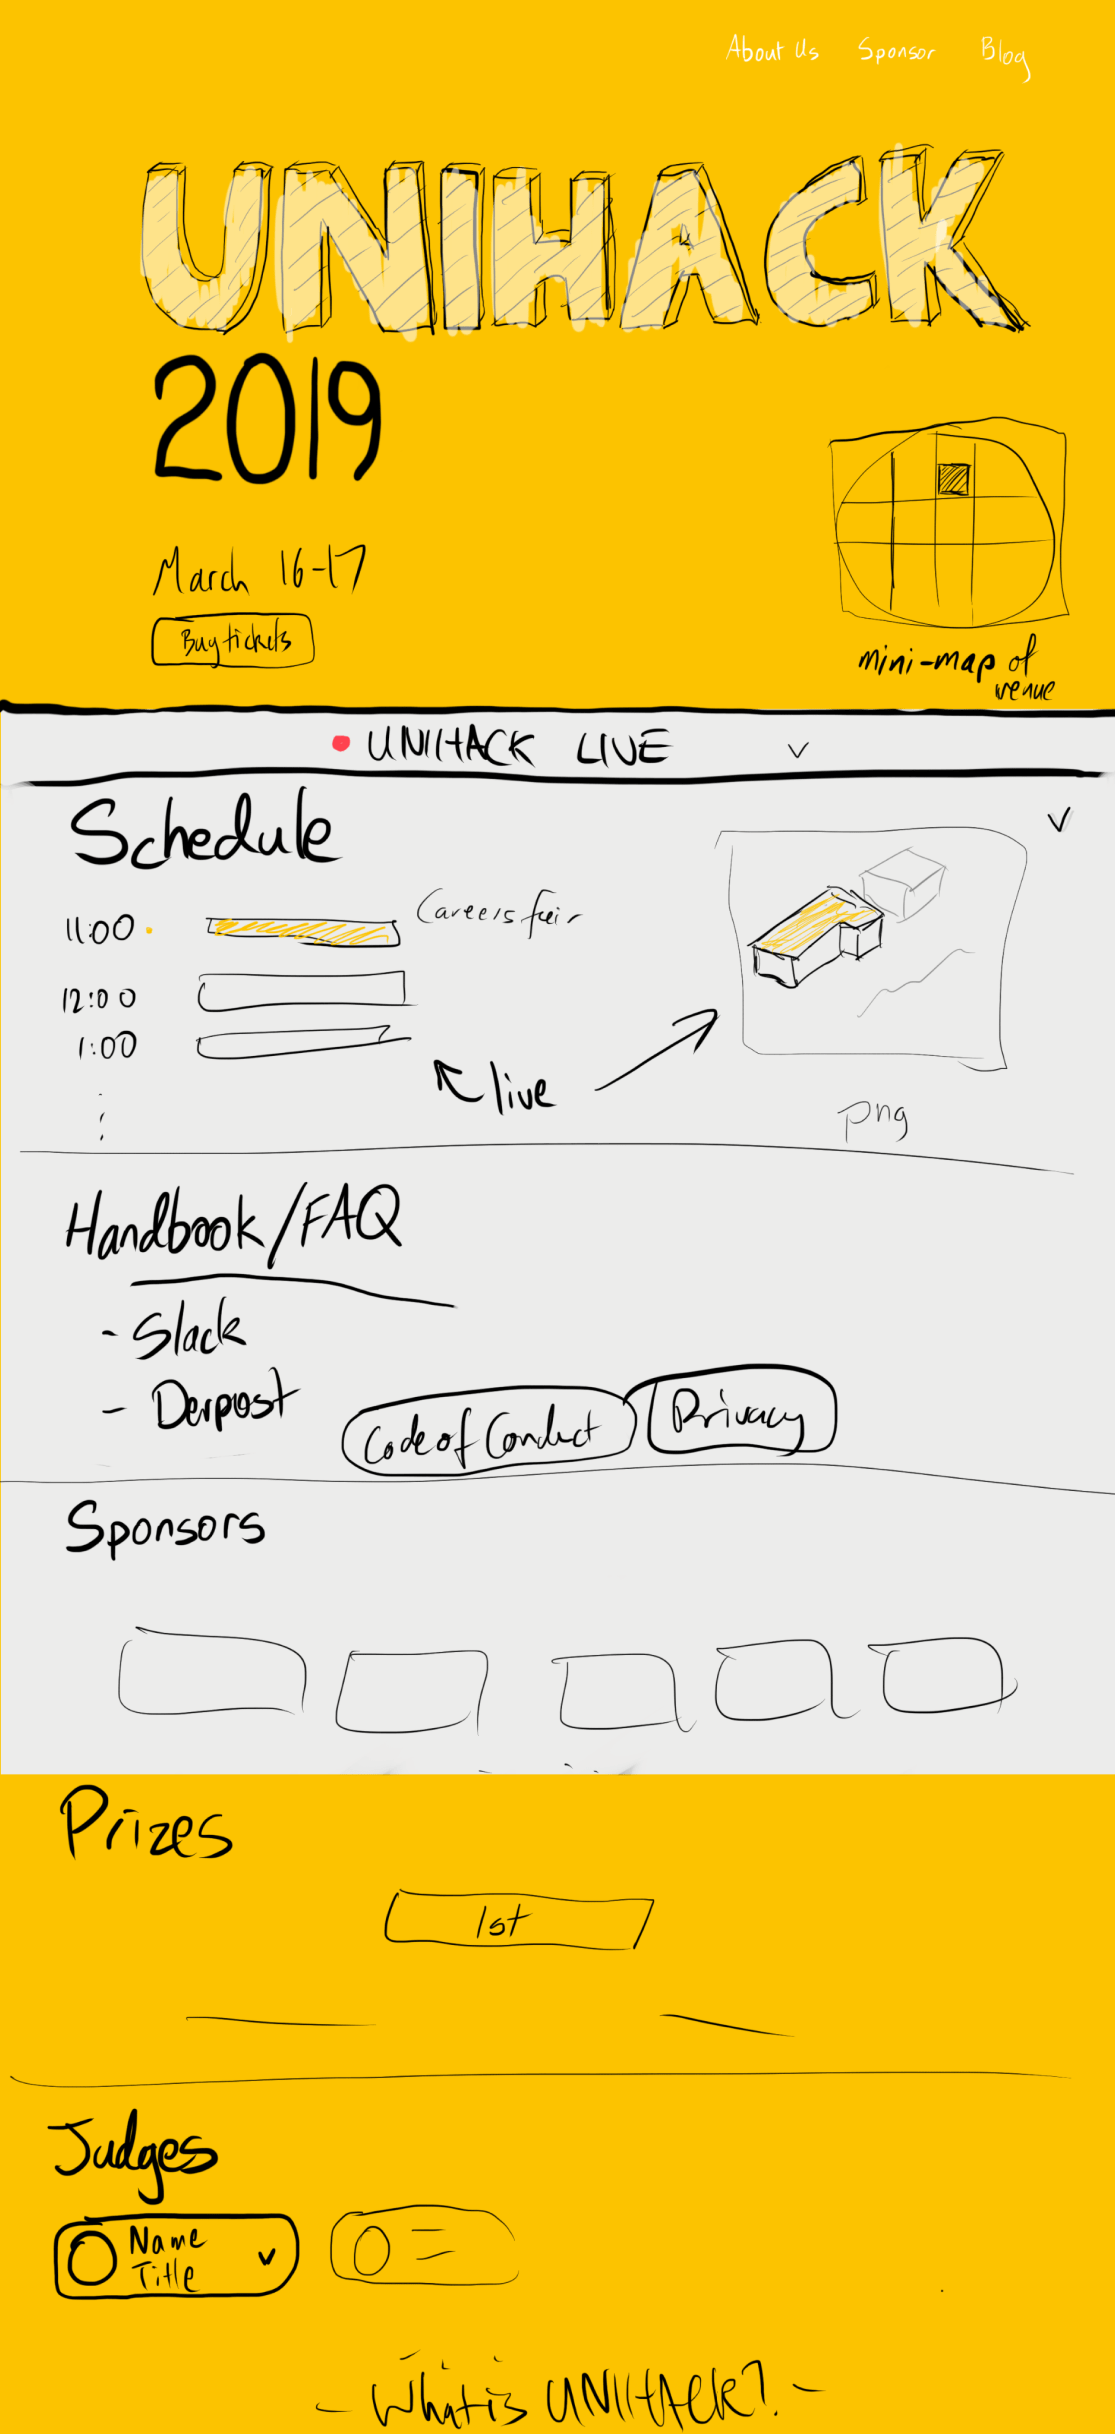 About Us Sponsor Blog
UNIHACK
2019
March 16-17
Buy tickets
mini-map of
venue
UNIHACK LIVE
Schedule
11:00
Careers fair
12:00
1:00
live
png
Handbook/FAQ
- Slack
- Derpost
Code of Conduct
Privacy
Sponsors
Prizes
1st
Judges
Name
Title
- What is UNIHACK? -